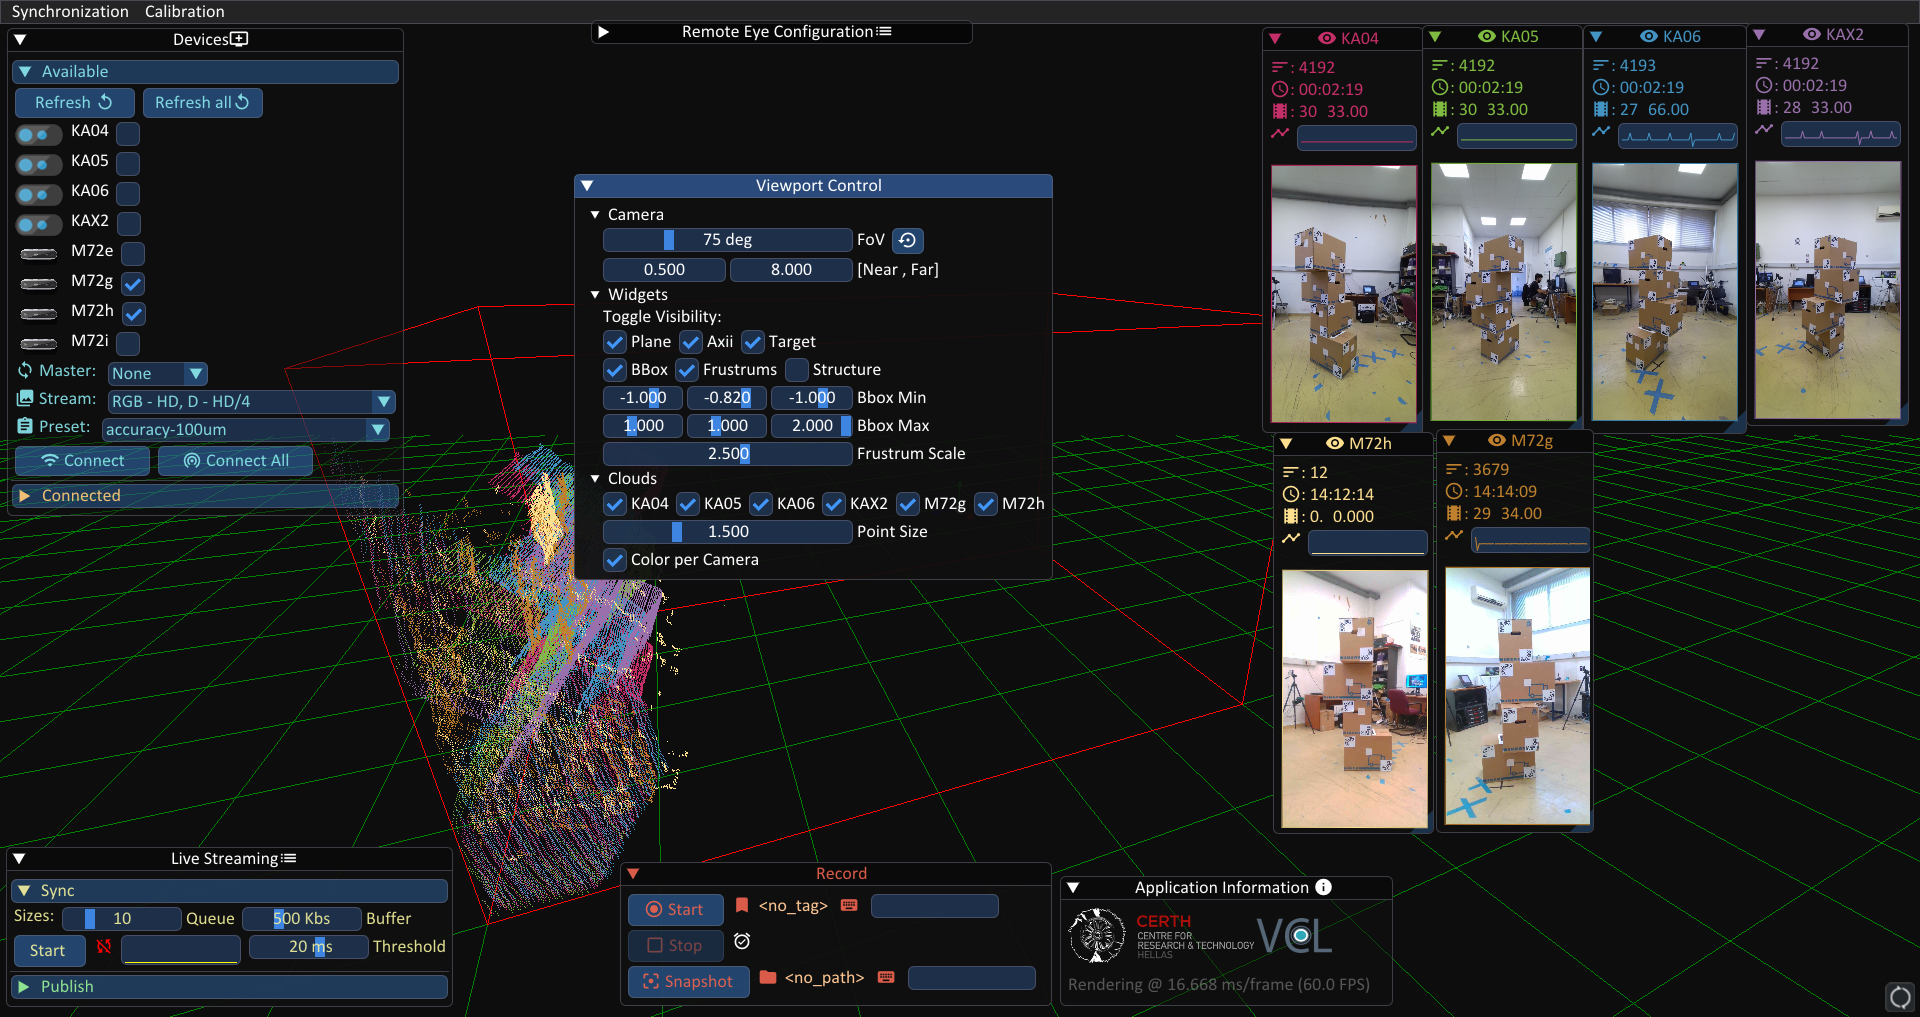 Synchronization Calibration
Devices
Available
Refresh Refresh all
KA04
KA05
KA06
KAX2
M72e
M72g
M72h
M72i
Master: None
Stream: RGB - HD, D - HD/4
Preset: accuracy-100um
Connect Connect All
Connected
Remote Eye Configuration
Viewport Control
Camera
75 deg FoV
0.500 8.000 [Near , Far]
Widgets
Toggle Visibility:
Plane Axii Target
BBox Frustrums Structure
-1.000 -0.820 -1.000 Bbox Min
1.000 1.000 2.000 Bbox Max
2.500 Frustrum Scale
Clouds
KA04 KA05 KA06 KAX2 M72g M72h
1.500 Point Size
Color per Camera
KA04
: 4192
: 00:02:19
: 30 33.00
KA05
: 4192
: 00:02:19
: 30 33.00
KA06
: 4193
: 00:02:19
: 27 66.00
KAX2
: 4192
: 00:02:19
: 28 33.00
M72h
: 12
: 14:12:14
: 0. 0.000
M72g
: 3679
: 14:14:09
: 29 34.00
Live Streaming
Sync
Sizes: 10 Queue 500 Kbs Buffer
Start 20 ms Threshold
Publish
Record
Start <no_tag>
Stop
Snapshot <no_path>
Application Information
CERTH
CENTRE FOR
RESEARCH & TECHNOLOGY
HELLAS
VCL
Rendering @ 16.668 ms/frame (60.0 FPS)